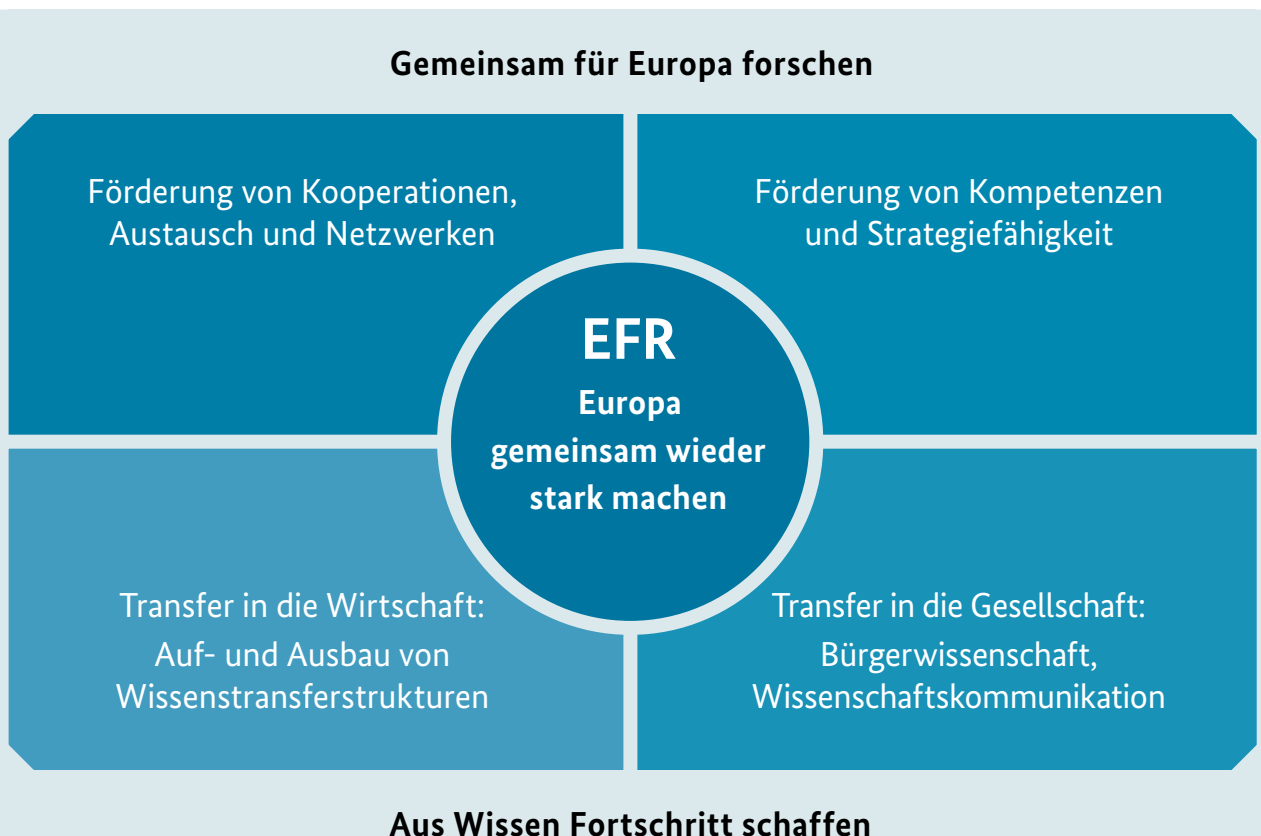 Gemeinsam für Europa forschen
Förderung von Kooperationen,
Austausch und Netzwerken
Förderung von Kompetenzen
und Strategiefähigkeit
EFR
Europa
gemeinsam wieder
stark machen
Transfer in die Wirtschaft:
Auf- und Ausbau von
Wissenstransferstrukturen
Transfer in die Gesellschaft:
Bürgerwissenschaft,
Wissenschaftskommunikation
Aus Wissen Fortschritt schaffen